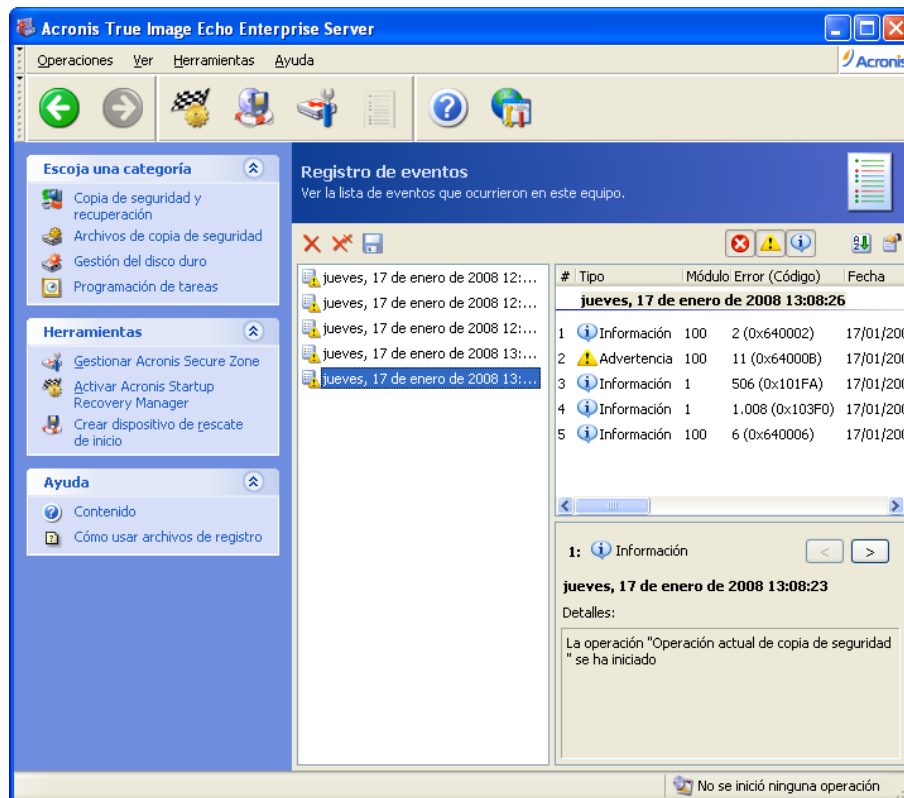 Acronis True Image Echo Enterprise Server
Operaciones Ver Herramientas Ayuda
Acronis
Escoja una categoría
Copia de seguridad y
recuperación
Archivos de copia de seguridad
Gestión del disco duro
Programación de tareas
Herramientas
Gestionar Acronis Secure Zone
Activar Acronis Startup
Recovery Manager
Crear dispositivo de rescate
de inicio
Ayuda
Contenido
Cómo usar archivos de registro
Registro de eventos
Ver la lista de eventos que ocurrieron en este equipo.
jueves, 17 de enero de 2008 12:...
jueves, 17 de enero de 2008 12:...
jueves, 17 de enero de 2008 12:...
jueves, 17 de enero de 2008 13:...
jueves, 17 de enero de 2008 13:...
# Tipo Módulo Error (Código) Fecha
jueves, 17 de enero de 2008 13:08:26
1 Información 100 2 (0x640002) 17/01/200
2 Advertencia 100 11 (0x64000B) 17/01/200
3 Información 1 506 (0x101FA) 17/01/200
4 Información 1 1.008 (0x103F0) 17/01/200
5 Información 100 6 (0x640006) 17/01/200
1: Información < >
jueves, 17 de enero de 2008 13:08:23
Detalles:
La operación "Operación actual de copia de seguridad
" se ha iniciado
No se inició ninguna operación